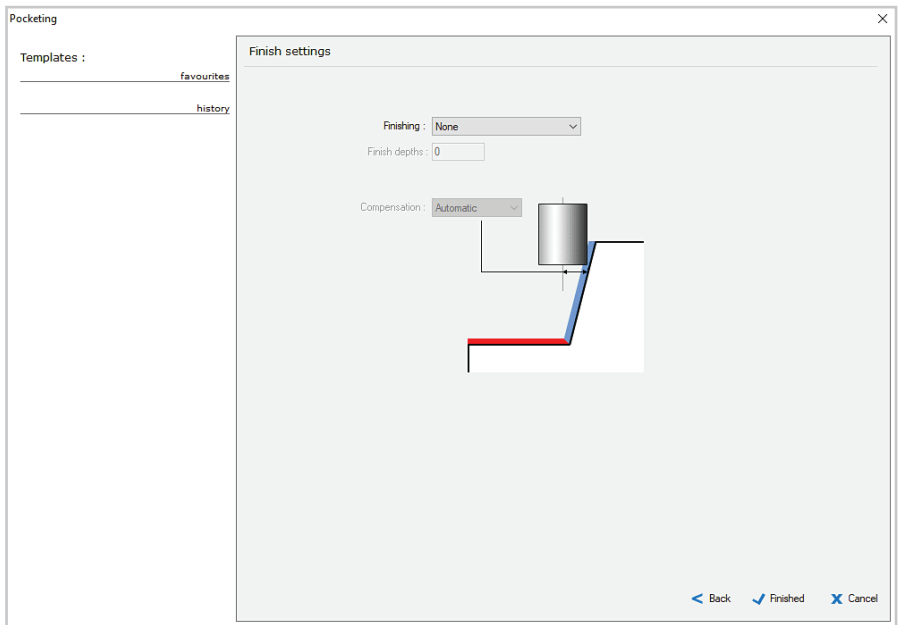 Pocketing
Templates :
favourites
history
Finish settings
Finishing : None
Finish depths : 0
Compensation : Automatic
Back Finished Cancel